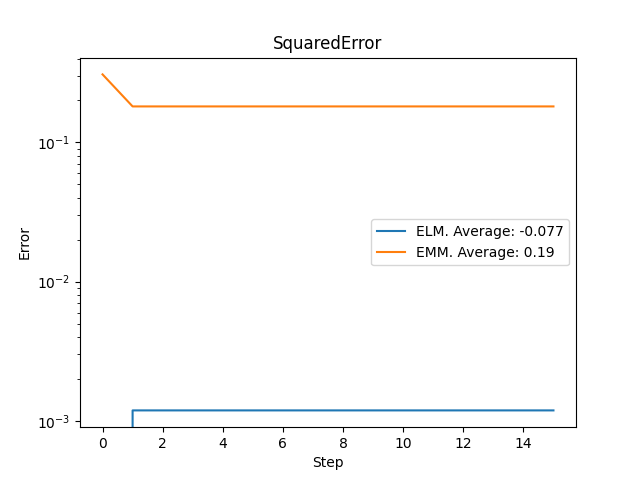 SquaredError
Error
10⁻¹
10⁻²
10⁻³
ELM. Average: -0.077
EMM. Average: 0.19
0 2 4 6 8 10 12 14
Step